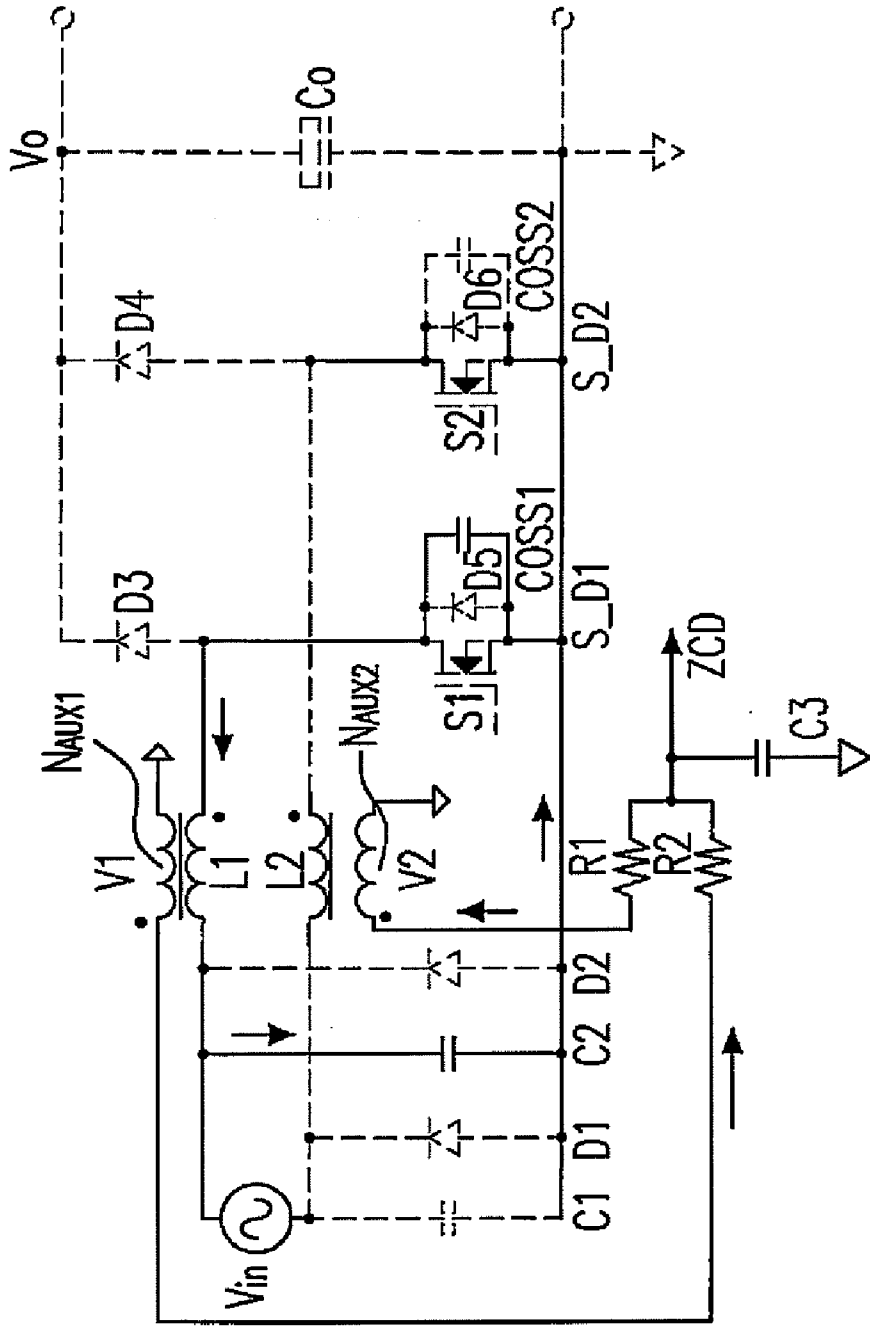 Vo
Co
D4
D6
COSS2
S2
S_D2
D3
D5
COSS1
S1
S_D1
NAUX1
V1
L1
L2
NAUX2
V2
ZCD
C3
R1
R2
D2
C2
D1
C1
Vin